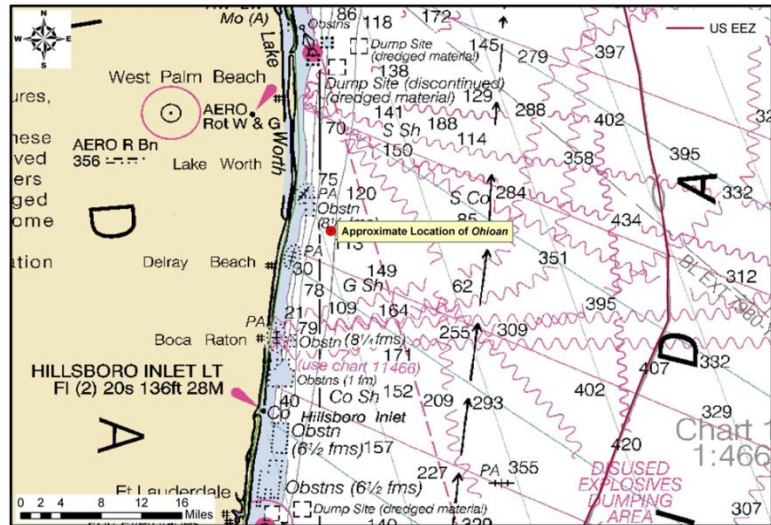 Mo (A)
Lake
Obstns
86
118
172
145
279
397
US EEZ
N
W
E
S
Dump Site
(dredged material)
138
West Palm Beach
Dump Site (discontinued)
(dredged material)
129
288
ures,
AERO
Rot W & G
Worth
141
188
S Sh
114
402
nese
AERO R Bn
356
70
150
358
395
ved
Lake Worth
75
PA
120
S Co
284
332
ers
Obstn
A
ged
85
434
ome
D
Approximate Location of Ohioan
113
ation
Delray Beach
PA
30
149
351
312
G Sh
62
78
109
164
395
PA
21
79
255
309
Boca Raton
Obstn (8¼ fms)
D
332
HILLSBORO INLET LT
Fl (2) 20s 136ft 28M
(use chart 11466)
171
407
Obstns (1 fm)
152
402
Co Sh
40
209
293
329
Co
Hillsboro Inlet
Obstn
(6½ fms)
157
420
Chart 1
1:466
A
227
PA
355
DISUSED
EXPLOSIVES
DUMPING
AREA
Ft Lauderdale
Obstns (6½ fms)
Dump Site (dredged material)
307
0 2 4 8 12 16
Miles